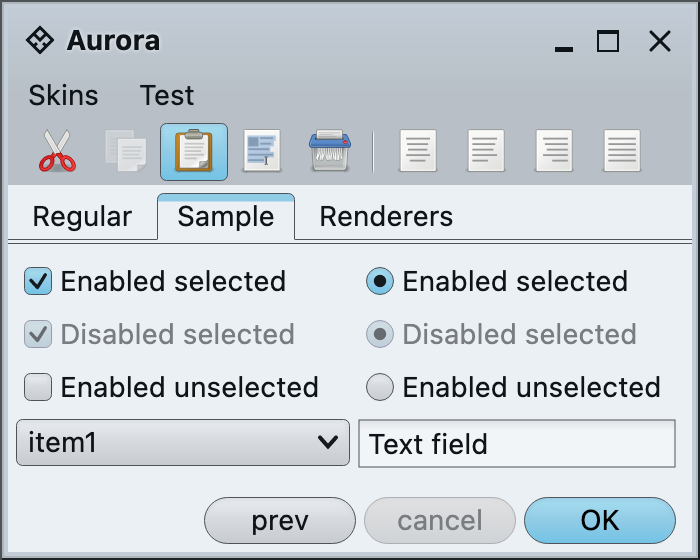 Aurora
Skins Test
Regular Sample Renderers
Enabled selected Enabled selected
Disabled selected Disabled selected
Enabled unselected Enabled unselected
item1 Text field
prev cancel OK